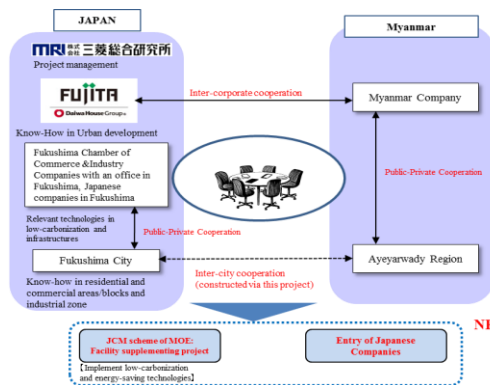 JAPAN
MRI 株式会社 三菱総合研究所
Project management
FUJITA
Daiwa House Group
Know-How in Urban development
Fukushima Chamber of
Commerce &Industry
Companies with an office in
Fukushima, Japanese
companies in Fukushima
Relevant technologies in
low-carbonization and
infrastructures
Public-Private Cooperation
Fukushima City
Know-how in residential and
commercial areas/blocks and
industrial zone
Inter-corporate cooperation
Inter-city cooperation
(constructed via this project)
Myanmar
Myanmar Company
Public-Private Cooperation
Ayeyarwady Region
JCM scheme of MOE:
Facility supplementing project
【Implement low-carbonization
and energy-saving technologies】
Entry of Japanese
Companies